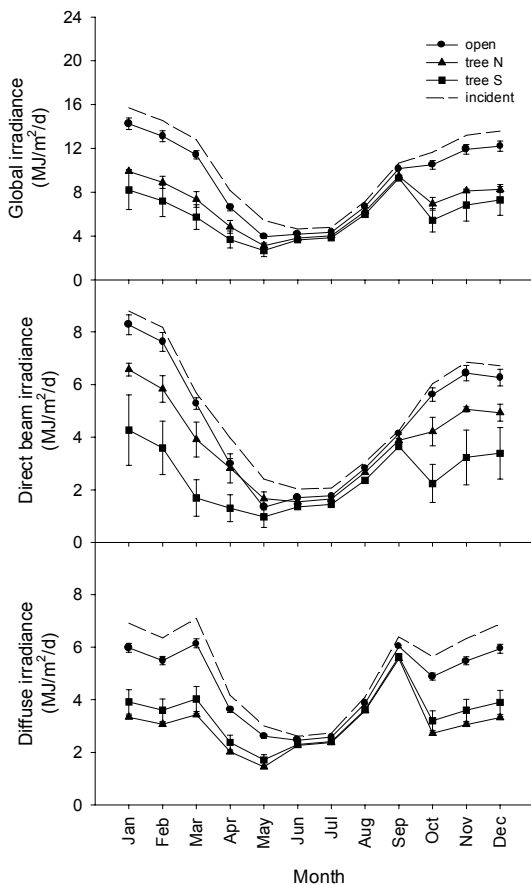 24
20
16
12
8
4
0
Global irradiance
(MJ/m²/d)
open
tree N
tree S
incident
8
6
4
2
0
Direct beam irradiance
(MJ/m²/d)
8
6
4
2
0
Diffuse irradiance
(MJ/m²/d)
Jan
Feb
Mar
Apr
May
Jun
Jul
Aug
Sep
Oct
Nov
Dec
Month